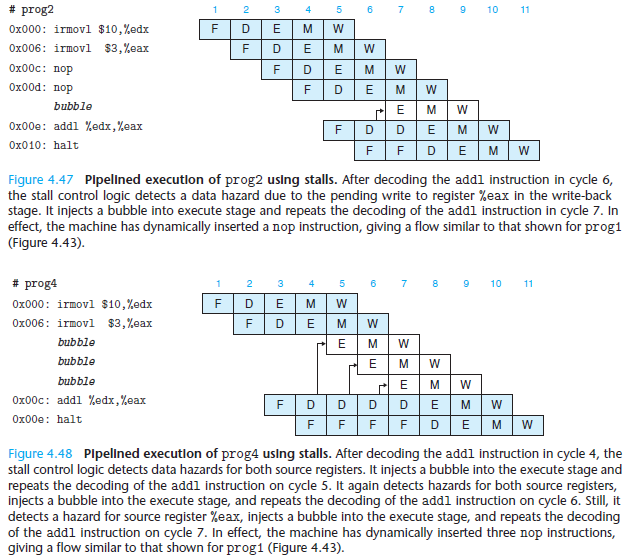 # prog2 1 2 3 4 5 6 7 8 9 10 11
0x000: irmovl $10,%edx F D E M W
0x006: irmovl $3,%eax F D E M W
0x00c: nop F D E M W
0x00d: nop F D E M W
bubble E M W
0x00e: addl %edx,%eax F D D E M W
0x010: halt F F D E M W
Figure 4.47 Pipelined execution of prog2 using stalls. After decoding the addl instruction in cycle 6,
the stall control logic detects a data hazard due to the pending write to register %eax in the write-back
stage. It injects a bubble into execute stage and repeats the decoding of the addl instruction in cycle 7. In
effect, the machine has dynamically inserted a nop instruction, giving a flow similar to that shown for prog1
(Figure 4.43).
# prog4 1 2 3 4 5 6 7 8 9 10 11
0x000: irmovl $10,%edx F D E M W
0x006: irmovl $3,%eax F D E M W
bubble E M W
bubble E M W
bubble E M W
0x00c: addl %edx,%eax F D D D D E M W
0x00e: halt F F F F D E M W
Figure 4.48 Pipelined execution of prog4 using stalls. After decoding the addl instruction in cycle 4, the
stall control logic detects data hazards for both source registers. It injects a bubble into the execute stage and
repeats the decoding of the addl instruction on cycle 5. It again detects hazards for both source registers,
injects a bubble into the execute stage, and repeats the decoding of the addl instruction on cycle 6. Still, it
detects a hazard for source register %eax, injects a bubble into the execute stage, and repeats the decoding
of the addl instruction on cycle 7. In effect, the machine has dynamically inserted three nop instructions,
giving a flow similar to that shown for prog1 (Figure 4.43).